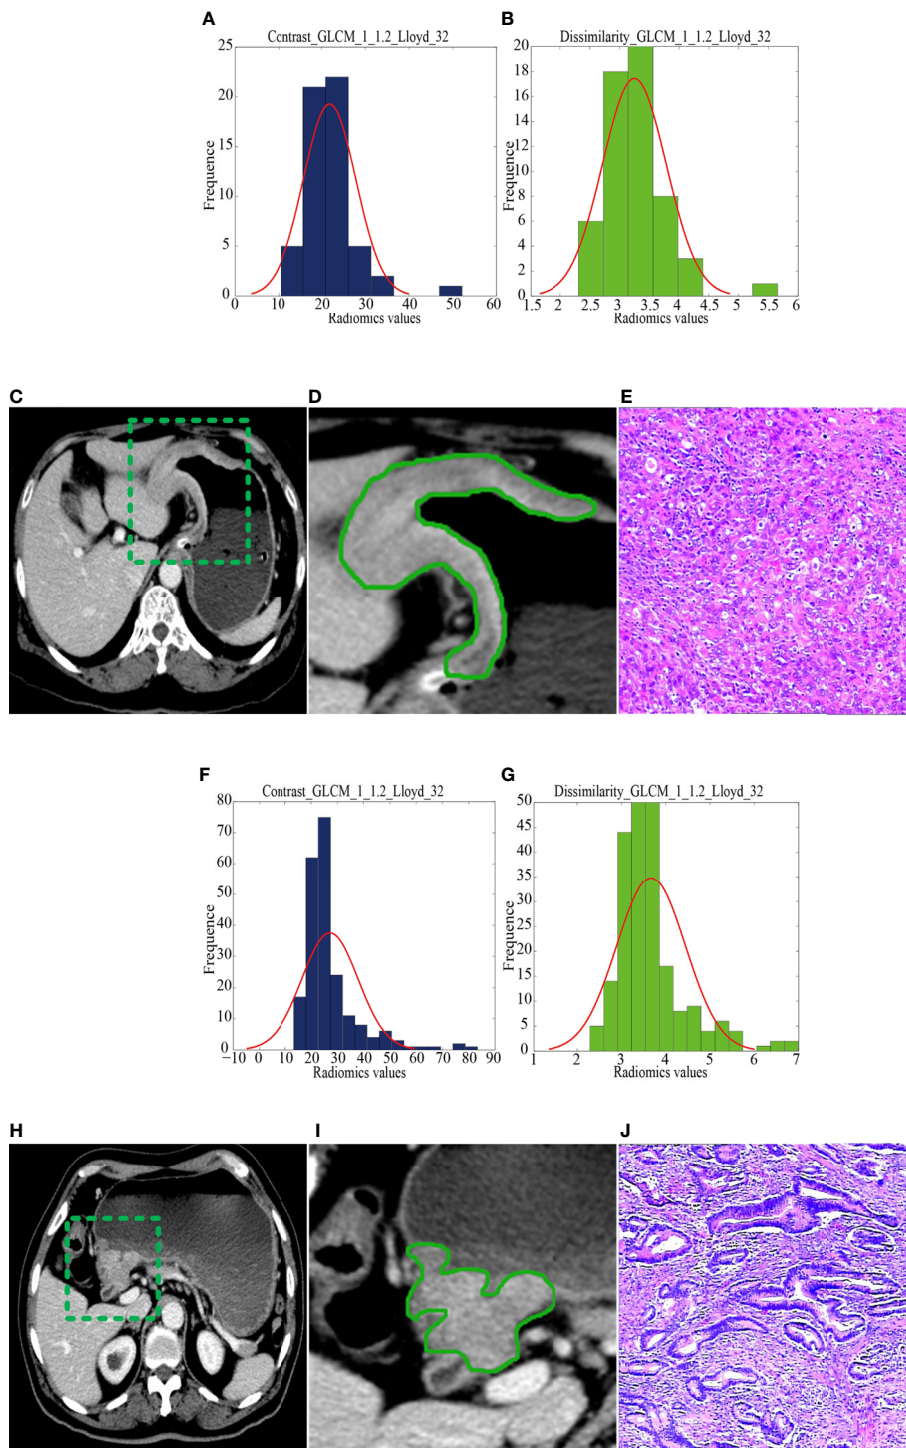 A
B
Contrast_GLCM_1_1.2_Lloyd_32
Dissimilarity_GLCM_1_1.2_Lloyd_32
25
20
15
10
5
0
Frequence
0 10 20 30 40 50 60
Radiomics values
20
18
16
14
12
10
8
6
4
2
0
Frequence
1.5 2 2.5 3 3.5 4 4.5 5 5.5 6
Radiomics values
C
D
E
F
G
Contrast_GLCM_1_1.2_Lloyd_32
Dissimilarity_GLCM_1_1.2_Lloyd_32
80
70
60
50
40
30
20
10
0
Frequence
−10 0 10 20 30 40 50 60 70 80 90
Radiomics values
50
45
40
35
30
25
20
15
10
5
0
Frequence
1 2 3 4 5 6 7
Radiomics values
H
I
J